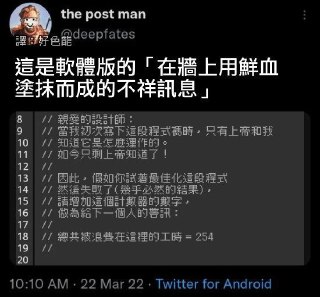 the post man
@deepfates
譯：好色龍
這是軟體版的「在牆上用鮮血
塗抹而成的不祥訊息」
8 // 親愛的設計師：
9 // 當我初次寫下這段程式碼時，只有上帝和我
10 // 知道它是怎麼運作的。
11 // 如今只剩上帝知道了！
12 //
13 // 因此，假如你試着最佳化這段程式
14 // 然後失敗了(幾乎必然的結果)，
15 // 請增加這個計數器的數字，
16 // 做為給下一個人的警訊：
17 //
18 // 總共被浪費在這裡的工時 = 254
19 //
20
10:10 AM · 22 Mar 22 · Twitter for Android